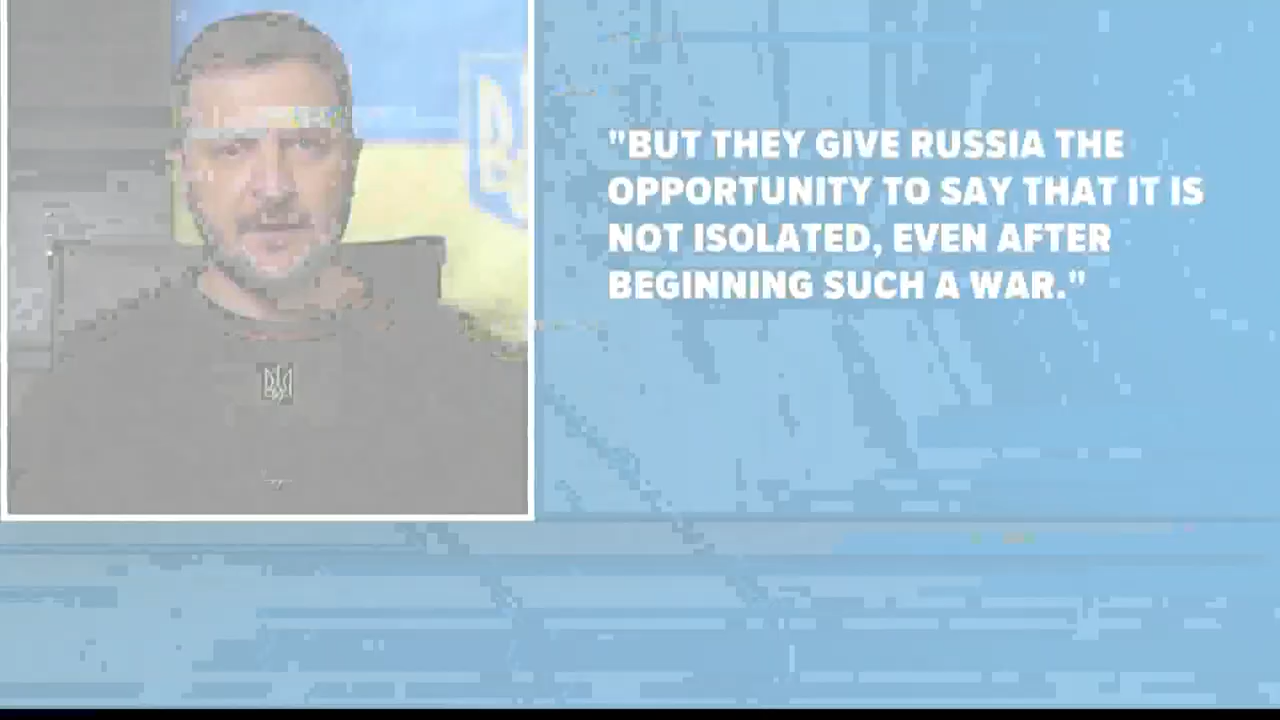 "BUT THEY GIVE RUSSIA THE
OPPORTUNITY TO SAY THAT IT IS
NOT ISOLATED, EVEN AFTER
BEGINNING SUCH A WAR."